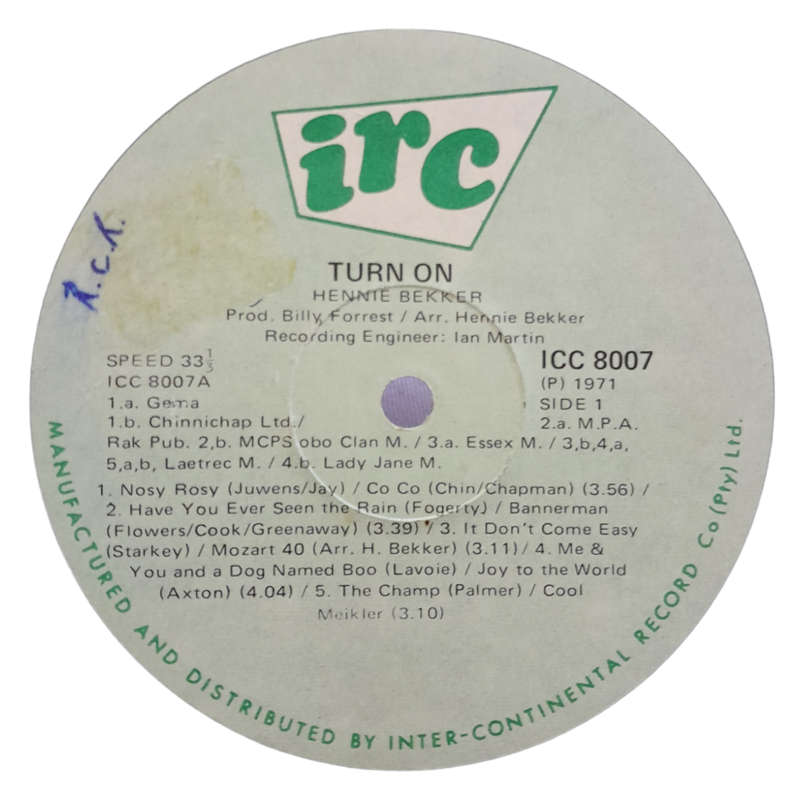 irc
R.C.K.
TURN ON
HENNIE BEKKER
Prod. Billy Forrest / Arr. Hennie Bekker
Recording Engineer: Ian Martin
SPEED 33⅓
ICC 8007A
ICC 8007
(P) 1971
SIDE 1
1.a. Gema
2.a. M.P.A.
1.b. Chinnichap Ltd./
Rak Pub. 2,b. MCPS obo Clan M. / 3.a. Essex M. / 3,b,4,a,
5,a,b, Laetrec M. / 4.b. Lady Jane M.
1. Nosy Rosy (Juwens/Jay) / Co Co (Chin/Chapman) (3.56) /
2. Have You Ever Seen the Rain (Fogerty) / Bannerman
(Flowers/Cook/Greenaway) (3.39) / 3. It Don't Come Easy
(Starkey) / Mozart 40 (Arr. H. Bekker) (3.11) / 4. Me &
You and a Dog Named Boo (Lavoie) / Joy to the World
(Axton) (4.04) / 5. The Champ (Palmer) / Cool
Meikler (3.10)
MANUFACTURED AND DISTRIBUTED BY INTER-CONTINENTAL RECORD Co (Pty) Ltd.